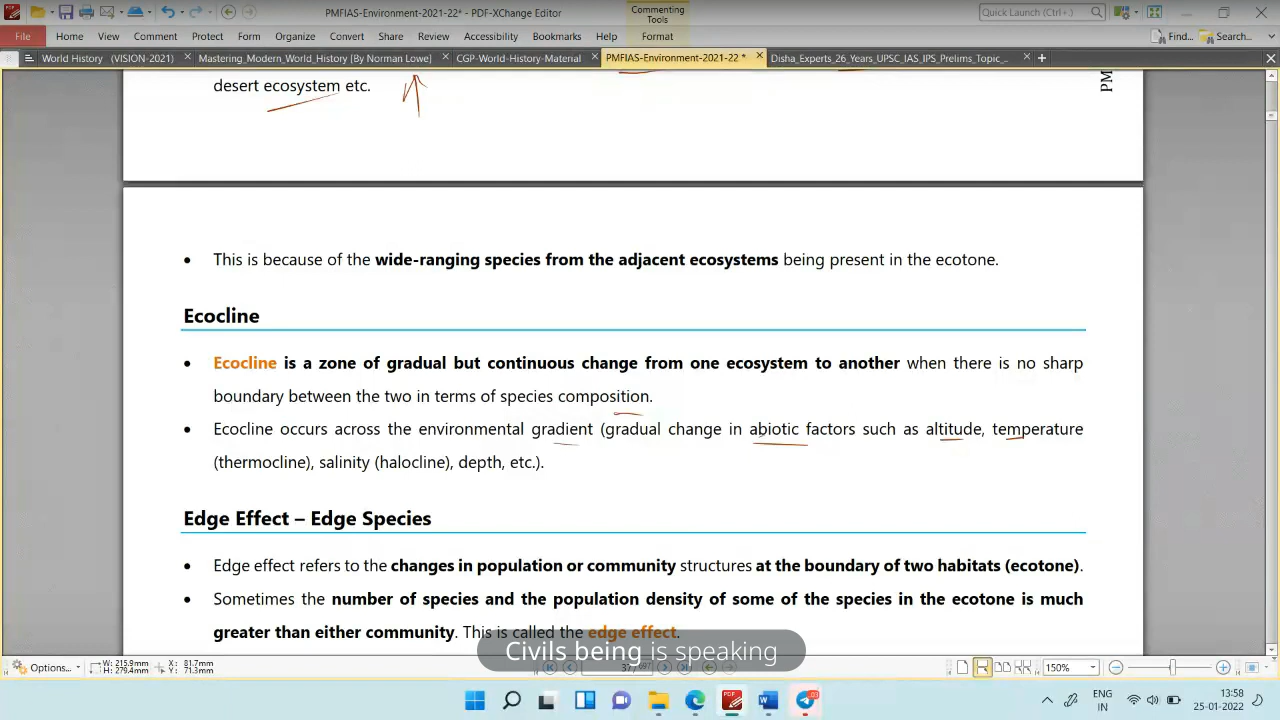 PMFIAS-Environment-2021-22* - PDF-XChange Editor
Commenting Tools
Quick Launch (Ctrl+.)
File Home View Comment Protect Form Organize Convert Share Review Accessibility Bookmarks Help Format Find... Search...
World History (VISION-2021) Mastering_Modern_World_History [By Norman Lowe] CGP-World-History-Material PMFIAS-Environment-2021-22 * Disha_Experts_26_Years_UPSC_IAS_IPS_Prelims_Topic_..
desert ecosystem etc.
PM
• This is because of the wide-ranging species from the adjacent ecosystems being present in the ecotone.
Ecocline
• Ecocline is a zone of gradual but continuous change from one ecosystem to another when there is no sharp
boundary between the two in terms of species composition.
• Ecocline occurs across the environmental gradient (gradual change in abiotic factors such as altitude, temperature
(thermocline), salinity (halocline), depth, etc.).
Edge Effect – Edge Species
• Edge effect refers to the changes in population or community structures at the boundary of two habitats (ecotone).
• Sometimes the number of species and the population density of some of the species in the ecotone is much
greater than either community. This is called the edge effect.
Civils being is speaking
Options... W: 215.9mm H: 279.4mm X: 81.7mm Y: 71.3mm 150%
ENG IN 13:58 25-01-2022